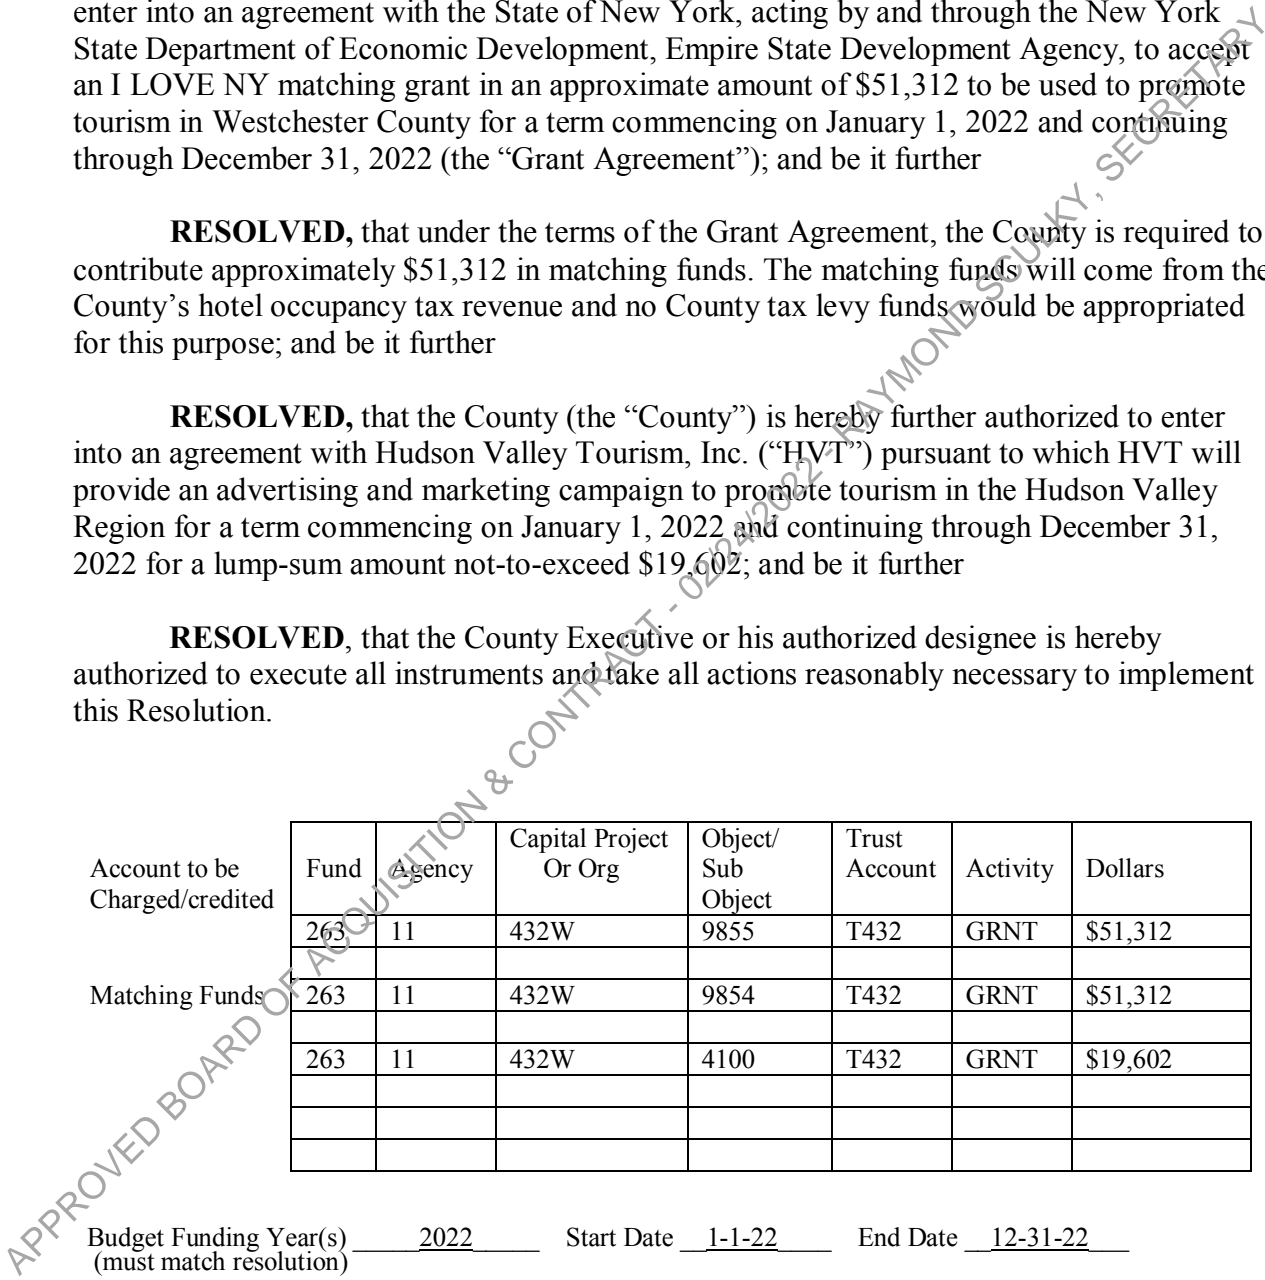 enter into an agreement with the State of New York, acting by and through the New York
State Department of Economic Development, Empire State Development Agency, to accept
an I LOVE NY matching grant in an approximate amount of $51,312 to be used to promote
tourism in Westchester County for a term commencing on January 1, 2022 and continuing
through December 31, 2022 (the “Grant Agreement”); and be it further
RESOLVED, that under the terms of the Grant Agreement, the County is required to
contribute approximately $51,312 in matching funds. The matching funds will come from the
County’s hotel occupancy tax revenue and no County tax levy funds would be appropriated
for this purpose; and be it further
RESOLVED, that the County (the “County”) is hereby further authorized to enter
into an agreement with Hudson Valley Tourism, Inc. (“HVT”) pursuant to which HVT will
provide an advertising and marketing campaign to promote tourism in the Hudson Valley
Region for a term commencing on January 1, 2022 and continuing through December 31,
2022 for a lump-sum amount not-to-exceed $19,602; and be it further
RESOLVED, that the County Executive or his authorized designee is hereby
authorized to execute all instruments and take all actions reasonably necessary to implement
this Resolution.
Capital Project Object/ Trust
Account to be Fund Agency Or Org Sub Account Activity Dollars
Charged/credited Object
263 11 432W 9855 T432 GRNT $51,312
Matching Funds 263 11 432W 9854 T432 GRNT $51,312
263 11 432W 4100 T432 GRNT $19,602
Budget Funding Year(s) 2022 Start Date 1-1-22 End Date 12-31-22
(must match resolution)
APPROVED BOARD OF ACQUISITION & CONTRACT - 02/24/2022 - RAYMOND SCULKY, SECRETARY